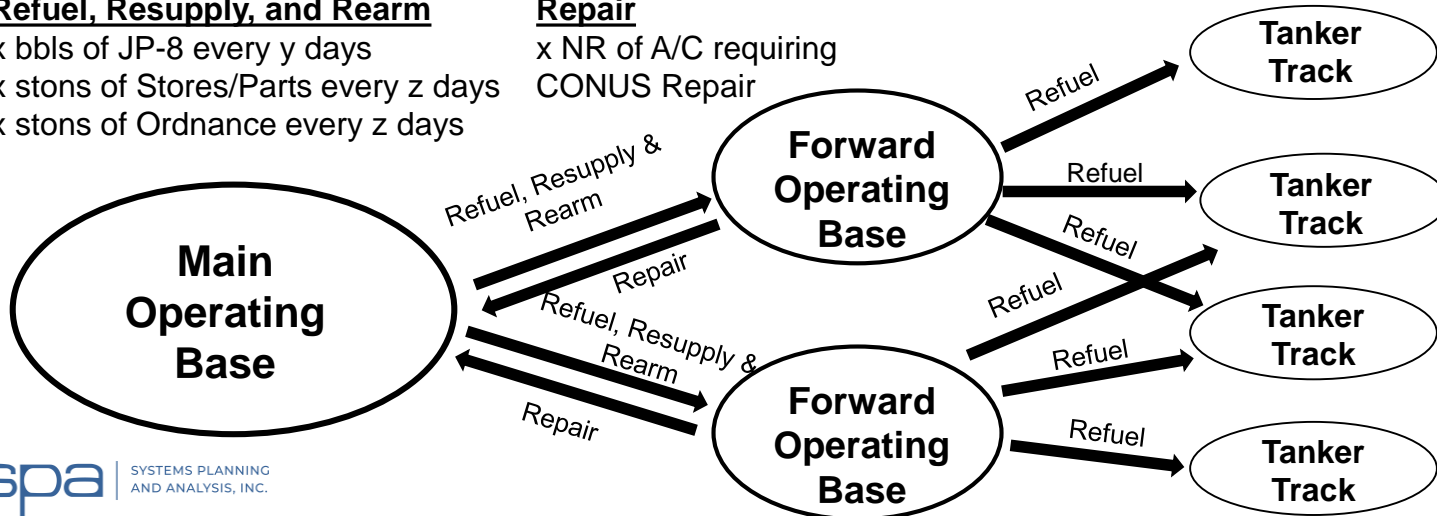 Refuel, Resupply, and Rearm
x bbls of JP-8 every y days
x stons of Stores/Parts every z days
x stons of Ordnance every z days
Repair
x NR of A/C requiring
CONUS Repair
Main
Operating
Base
Refuel, Resupply &
Rearm
Repair
Refuel, Resupply &
Rearm
Repair
Forward
Operating
Base
Forward
Operating
Base
Refuel
Refuel
Refuel
Refuel
Refuel
Refuel
Tanker
Track
Tanker
Track
Tanker
Track
Tanker
Track
spa
SYSTEMS PLANNING
AND ANALYSIS, INC.